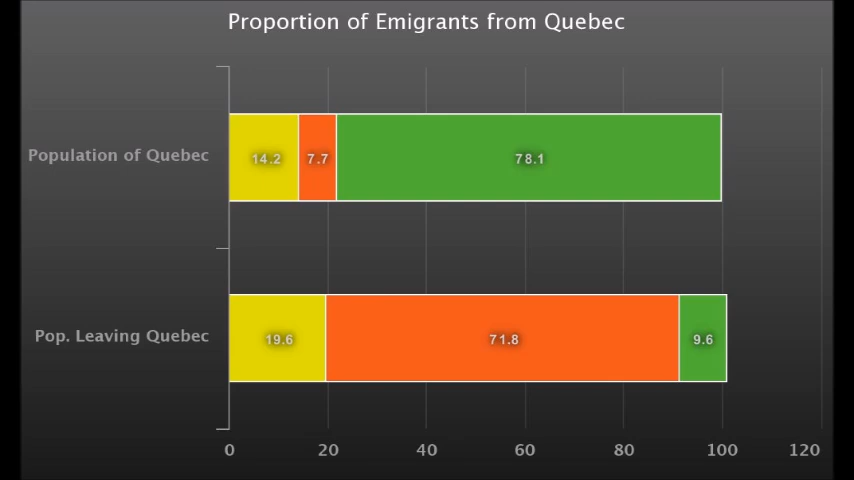 Proportion of Emigrants from Quebec
Population of Quebec
14.2 7.7 78.1
Pop. Leaving Quebec
19.6 71.8 9.6
0 20 40 60 80 100 120